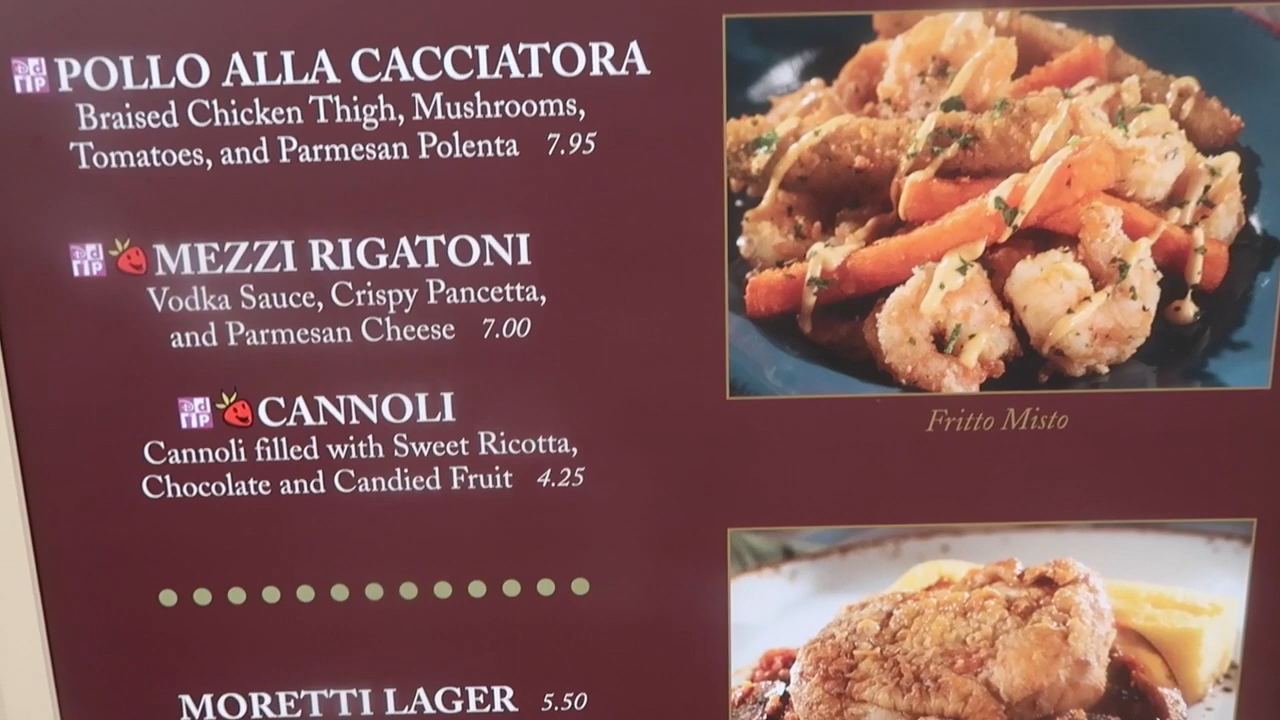 POLLO ALLA CACCIATORA
Braised Chicken Thigh, Mushrooms,
Tomatoes, and Parmesan Polenta 7.95
MEZZI RIGATONI
Vodka Sauce, Crispy Pancetta,
and Parmesan Cheese 7.00
CANNOLI
Cannoli filled with Sweet Ricotta,
Chocolate and Candied Fruit 4.25
MORETTI LAGER 5.50
Fritto Misto